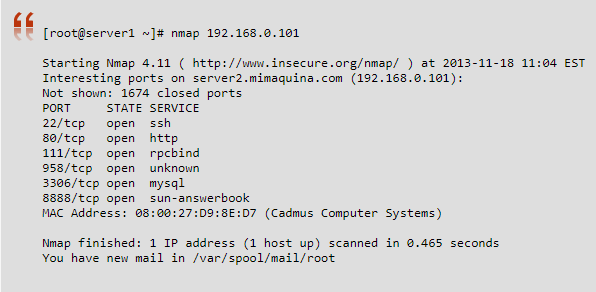 [root@server1 ~]# nmap 192.168.0.101
Starting Nmap 4.11 ( http://www.insecure.org/nmap/ ) at 2013-11-18 11:04 EST
Interesting ports on server2.mimaquina.com (192.168.0.101):
Not shown: 1674 closed ports
PORT     STATE SERVICE
22/tcp   open  ssh
80/tcp   open  http
111/tcp  open  rpcbind
958/tcp  open  unknown
3306/tcp open  mysql
8888/tcp open  sun-answerbook
MAC Address: 08:00:27:D9:8E:D7 (Cadmus Computer Systems)
Nmap finished: 1 IP address (1 host up) scanned in 0.465 seconds
You have new mail in /var/spool/mail/root